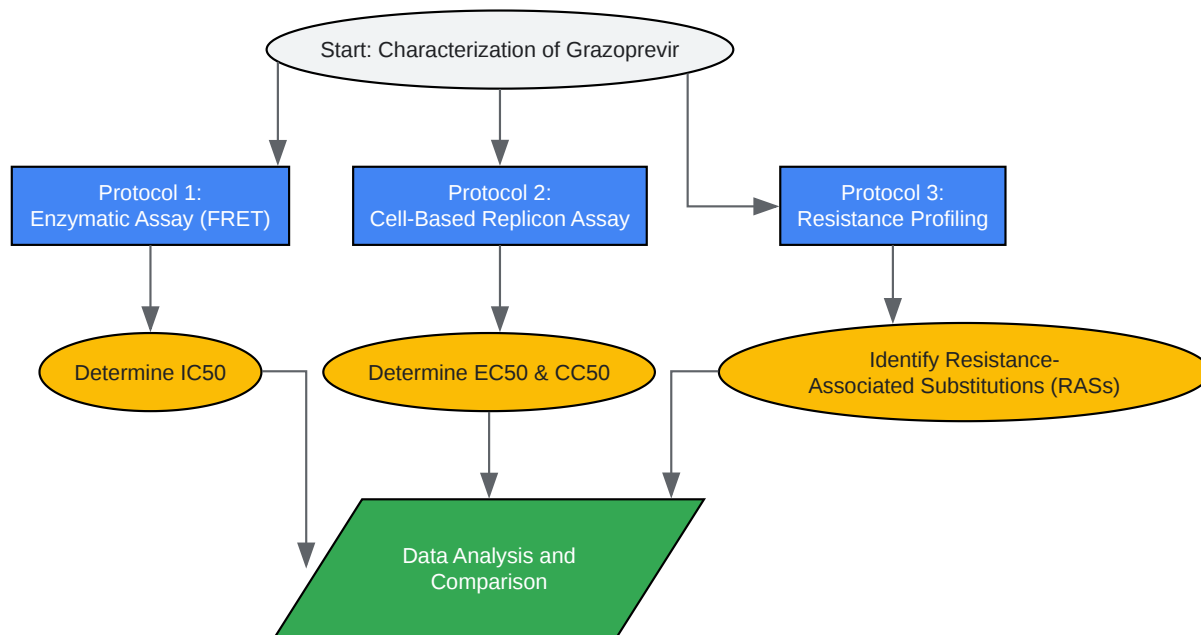 Start: Characterization of Grazoprevir
Protocol 1:
Enzymatic Assay (FRET)
Protocol 2:
Cell-Based Replicon Assay
Protocol 3:
Resistance Profiling
Determine IC50
Determine EC50 & CC50
Identify Resistance-
Associated Substitutions (RASs)
Data Analysis and
Comparison